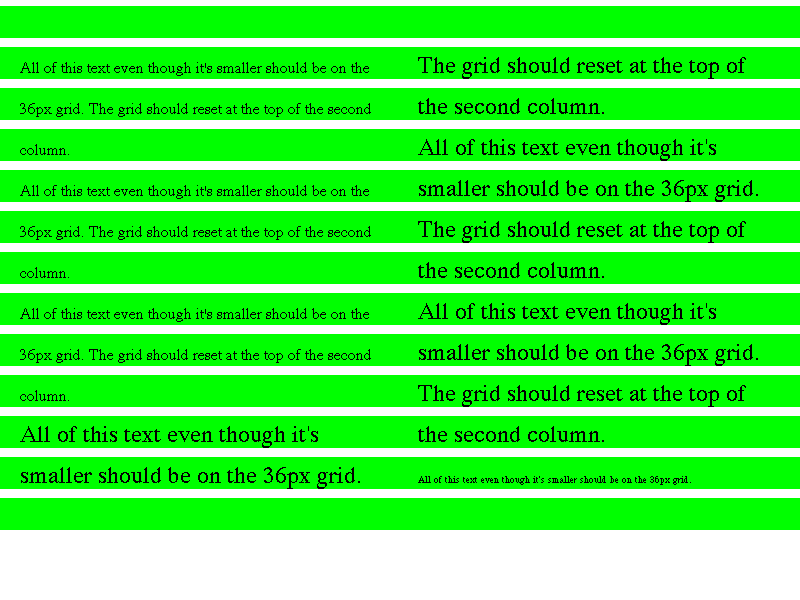 All of this text even though it's smaller should be on the
36px grid. The grid should reset at the top of the second
column.
All of this text even though it's smaller should be on the
36px grid. The grid should reset at the top of the second
column.
All of this text even though it's smaller should be on the
36px grid. The grid should reset at the top of the second
column.
All of this text even though it's
smaller should be on the 36px grid.
The grid should reset at the top of
the second column.
All of this text even though it's
smaller should be on the 36px grid.
The grid should reset at the top of
the second column.
All of this text even though it's
smaller should be on the 36px grid.
The grid should reset at the top of
the second column.
All of this text even though it's smaller should be on the 36px grid.